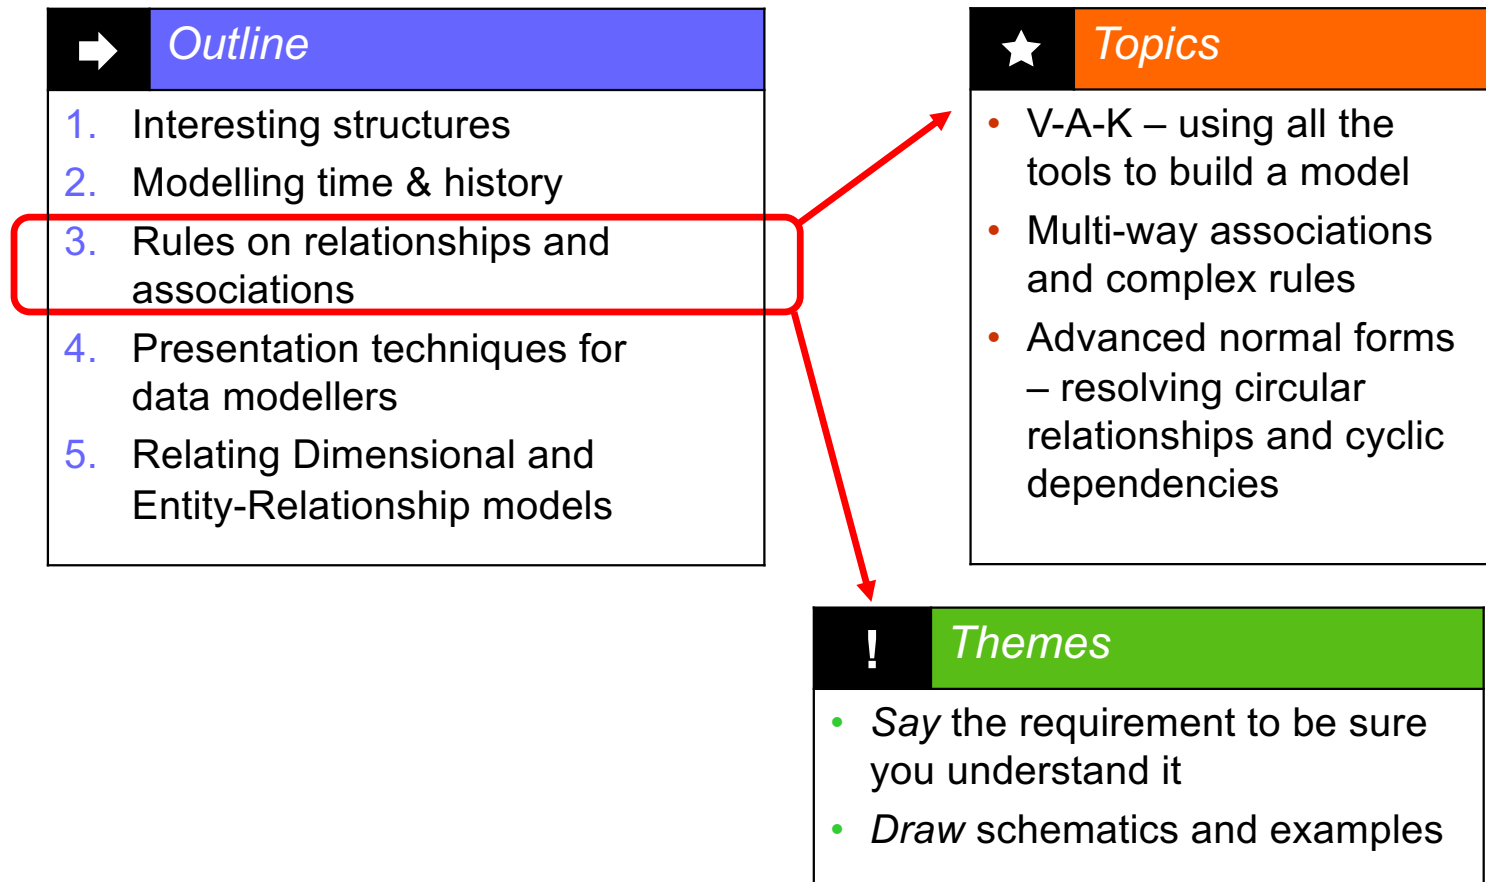 Outline
1. Interesting structures
2. Modelling time & history
3. Rules on relationships and
associations
4. Presentation techniques for
data modellers
5. Relating Dimensional and
Entity-Relationship models
Topics
• V-A-K – using all the
tools to build a model
• Multi-way associations
and complex rules
• Advanced normal forms
– resolving circular
relationships and cyclic
dependencies
! Themes
• Say the requirement to be sure
you understand it
• Draw schematics and examples